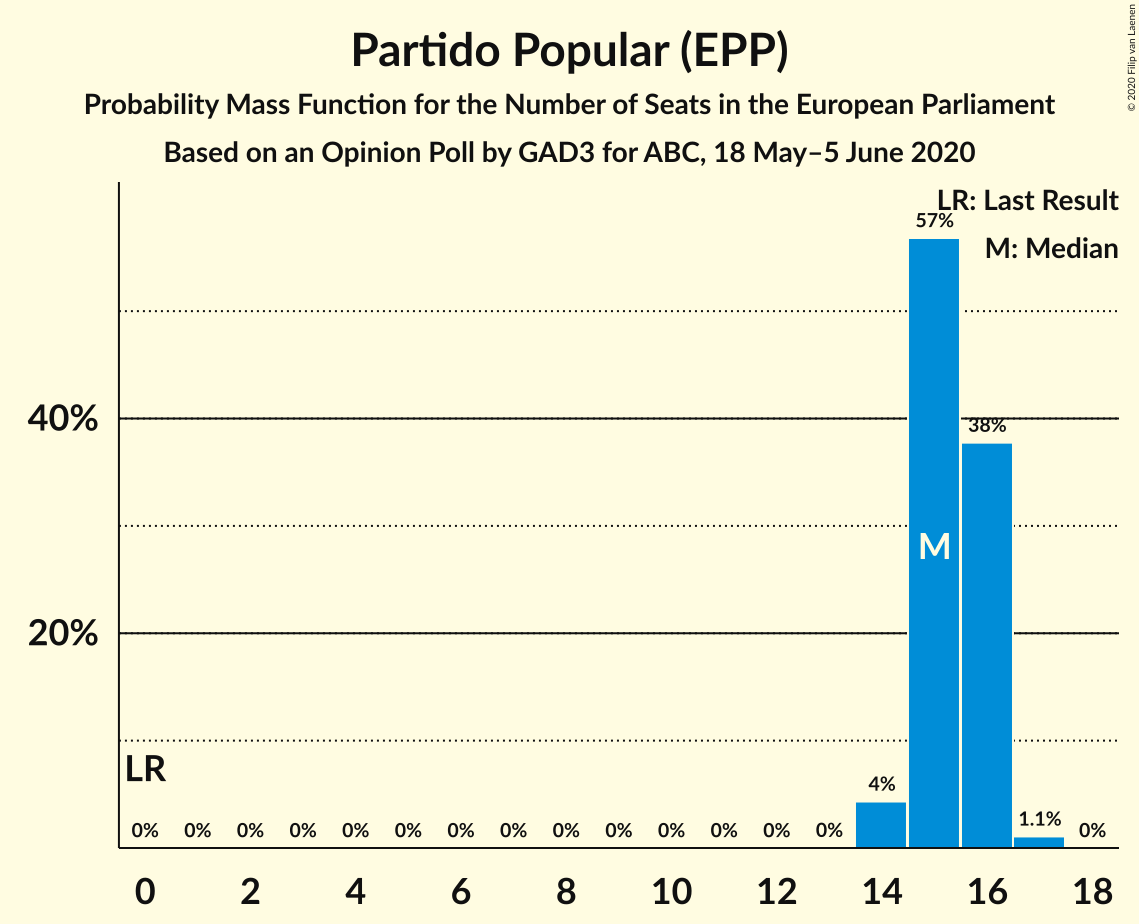 Partido Popular (EPP)
Probability Mass Function for the Number of Seats in the European Parliament
Based on an Opinion Poll by GAD3 for ABC, 18 May–5 June 2020
© 2020 Filip van Laenen
LR: Last Result
M: Median
57%
40%
38%
M
20%
LR
4%
1.1%
0% 0% 0% 0% 0% 0% 0% 0% 0% 0% 0% 0% 0% 0% 0%
0 2 4 6 8 10 12 14 16 18